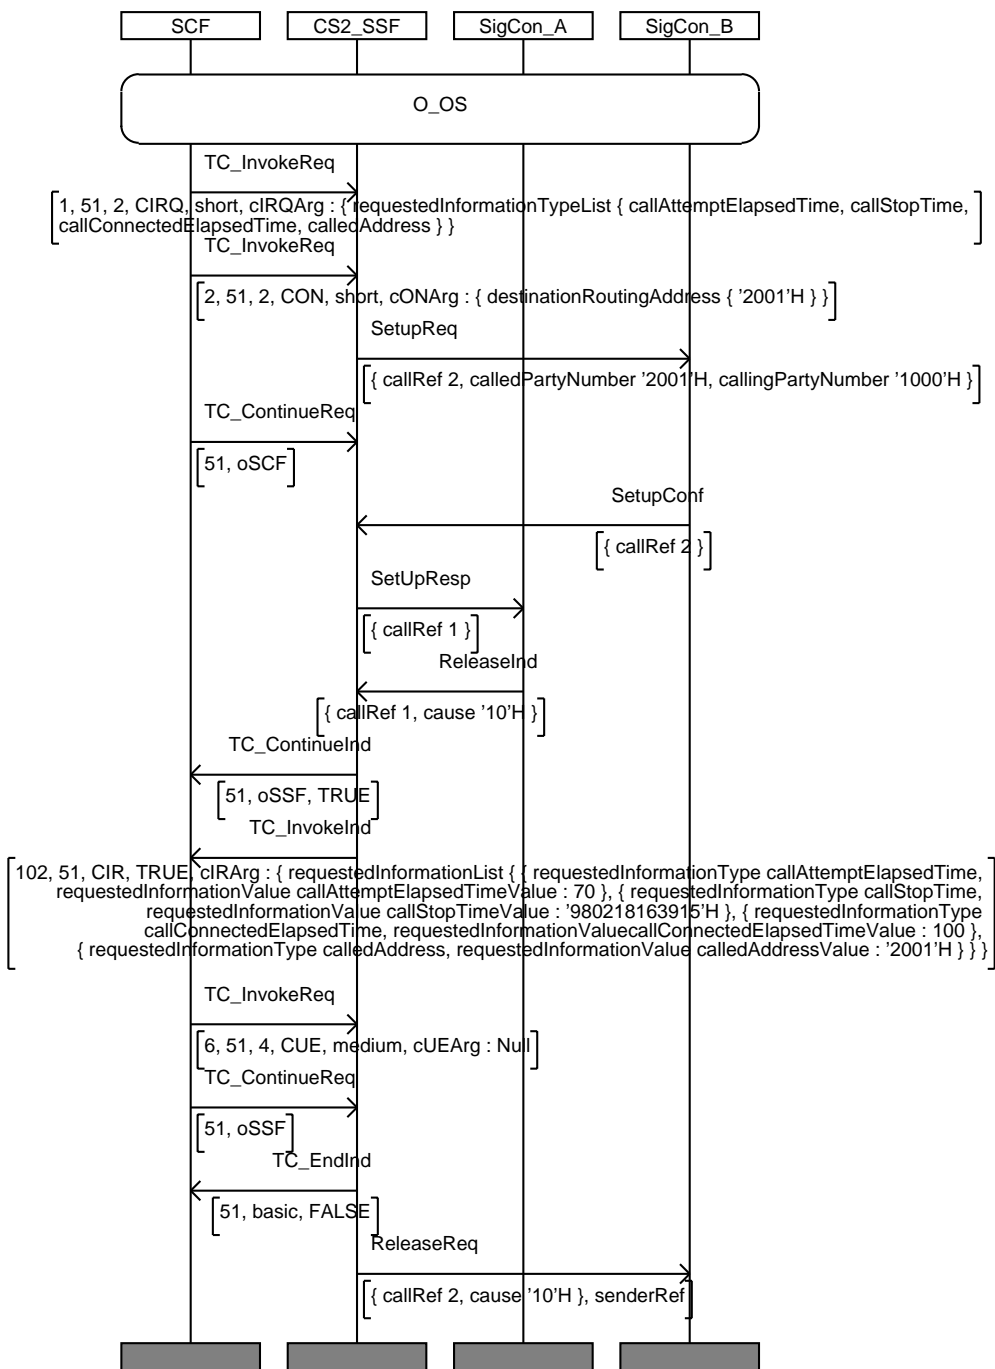 SCF CS2_SSF SigCon_A SigCon_B
O_OS
TC_InvokeReq
1, 51, 2, CIRQ, short, cIRQArg : { requestedInformationTypeList { callAttemptElapsedTime, callStopTime,
callConnectedElapsedTime, calledAddress } }
TC_InvokeReq
2, 51, 2, CON, short, cONArg : { destinationRoutingAddress { '2001'H } }
SetupReq
{ callRef 2, calledPartyNumber '2001'H, callingPartyNumber '1000'H }
TC_ContinueReq
51, oSCF
SetupConf
{ callRef 2 }
SetUpResp
{ callRef 1 }
ReleaseInd
{ callRef 1, cause '10'H }
TC_ContinueInd
51, oSSF, TRUE
TC_InvokeInd
102, 51, CIR, TRUE, cIRArg : { requestedInformationList { { requestedInformationType callAttemptElapsedTime,
requestedInformationValue callAttemptElapsedTimeValue : 70 }, { requestedInformationType callStopTime,
requestedInformationValue callStopTimeValue : '980218163915'H }, { requestedInformationType
callConnectedElapsedTime, requestedInformationValuecallConnectedElapsedTimeValue : 100 },
{ requestedInformationType calledAddress, requestedInformationValue calledAddressValue : '2001'H } } }
TC_InvokeReq
6, 51, 4, CUE, medium, cUEArg : Null
TC_ContinueReq
51, oSSF
TC_EndInd
51, basic, FALSE
ReleaseReq
{ callRef 2, cause '10'H }, senderRef